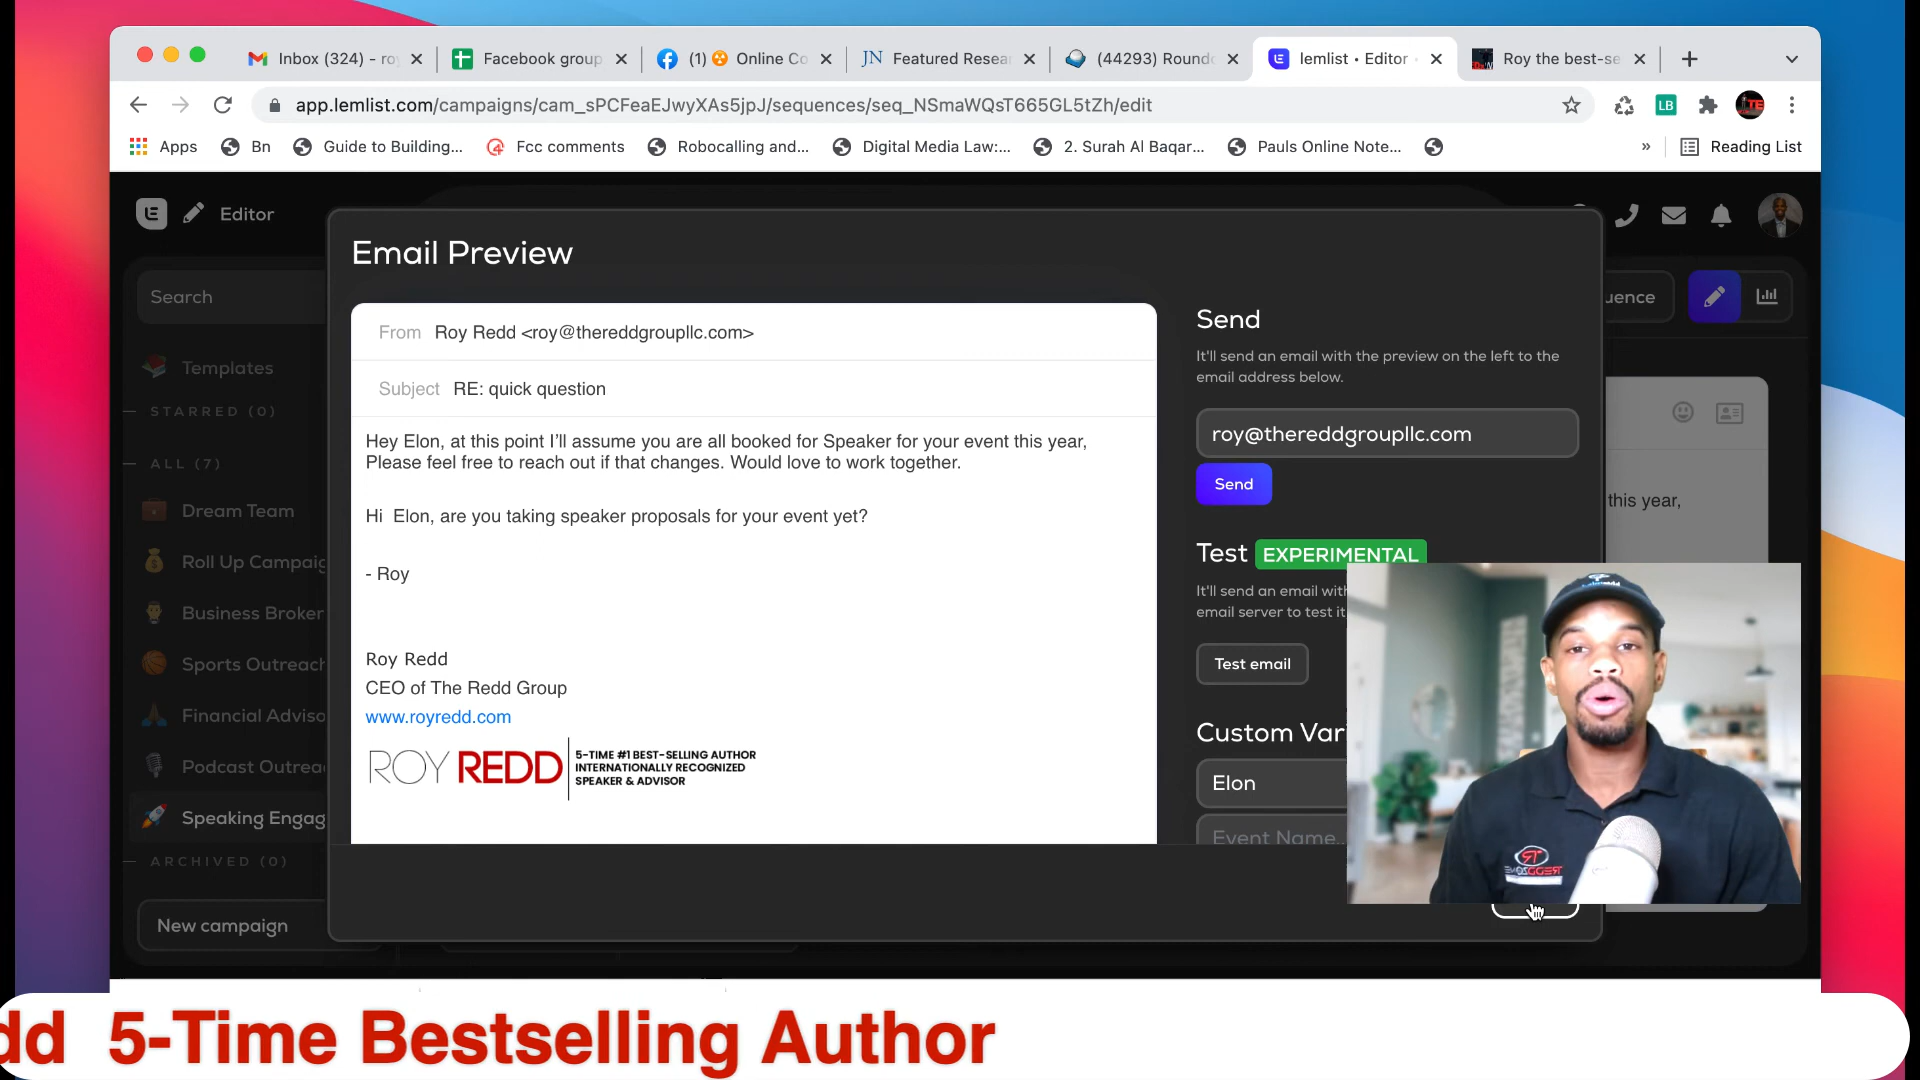 Inbox (324) - ro
Facebook group
(1) Online Co
JN Featured Resear
(44293) Round
lemlist • Editor
Roy the best-se
app.lemlist.com/campaigns/cam_sPCFeaEJwyXAs5jpJ/sequences/seq_NSmaWQsT665GL5tZh/edit
LB
Apps
Bn
Guide to Building...
Fcc comments
Robocalling and...
Digital Media Law:...
2. Surah Al Baqar...
Pauls Online Note...
»
Reading List
Editor
Email Preview
Search
uence
From Roy Redd <roy@thereddgroupllc.com>
Subject RE: quick question
Hey Elon, at this point I'll assume you are all booked for Speaker for your event this year,
Please feel free to reach out if that changes. Would love to work together.
Hi Elon, are you taking speaker proposals for your event yet?
- Roy
Roy Redd
CEO of The Redd Group
www.royredd.com
ROY REDD
5-TIME #1 BEST-SELLING AUTHOR
INTERNATIONALLY RECOGNIZED
SPEAKER & ADVISOR
Send
It'll send an email with the preview on the left to the
email address below.
roy@thereddgroupllc.com
Send
this year,
Test EXPERIMENTAL
It'll send an email with
email server to test it
Test email
Custom Var
Elon
Event Name..
Templates
STARRED (0)
ALL (7)
Dream Team
Roll Up Campaig
Business Broker
Sports Outreach
Financial Adviso
Podcast Outrea
Speaking Engag
ARCHIVED (0)
New campaign
dd 5-Time Bestselling Author